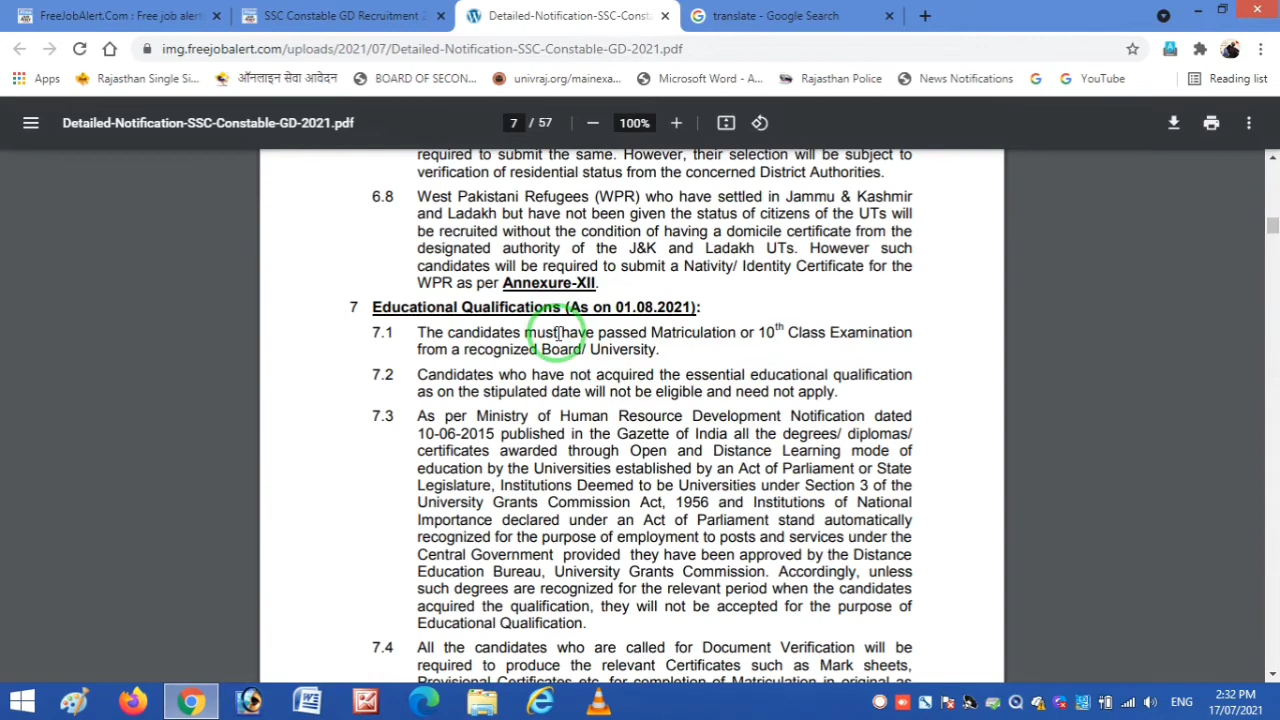 FreeJobAlert.Com : Free job alert
SSC Constable GD Recruitment 2
Detailed-Notification-SSC-Consta
translate - Google Search
img.freejobalert.com/uploads/2021/07/Detailed-Notification-SSC-Constable-GD-2021.pdf
Apps
Rajasthan Single Si...
ऑनलाइन सेवा आवेदन
BOARD OF SECON...
univraj.org/mainexa...
Microsoft Word - A...
Rajasthan Police
News Notifications
YouTube
Reading list
Detailed-Notification-SSC-Constable-GD-2021.pdf
7 / 57
100%
required to submit the same. However, their selection will be subject to
verification of residential status from the concerned District Authorities.
6.8 West Pakistani Refugees (WPR) who have settled in Jammu & Kashmir
and Ladakh but have not been given the status of citizens of the UTs will
be recruited without the condition of having a domicile certificate from the
designated authority of the J&K and Ladakh UTs. However such
candidates will be required to submit a Nativity/ Identity Certificate for the
WPR as per Annexure-XII.
7 Educational Qualifications (As on 01.08.2021):
7.1 The candidates must have passed Matriculation or 10th Class Examination
from a recognized Board/ University.
7.2 Candidates who have not acquired the essential educational qualification
as on the stipulated date will not be eligible and need not apply.
7.3 As per Ministry of Human Resource Development Notification dated
10-06-2015 published in the Gazette of India all the degrees/ diplomas/
certificates awarded through Open and Distance Learning mode of
education by the Universities established by an Act of Parliament or State
Legislature, Institutions Deemed to be Universities under Section 3 of the
University Grants Commission Act, 1956 and Institutions of National
Importance declared under an Act of Parliament stand automatically
recognized for the purpose of employment to posts and services under the
Central Government provided they have been approved by the Distance
Education Bureau, University Grants Commission. Accordingly, unless
such degrees are recognized for the relevant period when the candidates
acquired the qualification, they will not be accepted for the purpose of
Educational Qualification.
7.4 All the candidates who are called for Document Verification will be
required to produce the relevant Certificates such as Mark sheets,
Provisional Certificates etc. for completion of Matriculation in original as
ENG
2:32 PM
17/07/2021